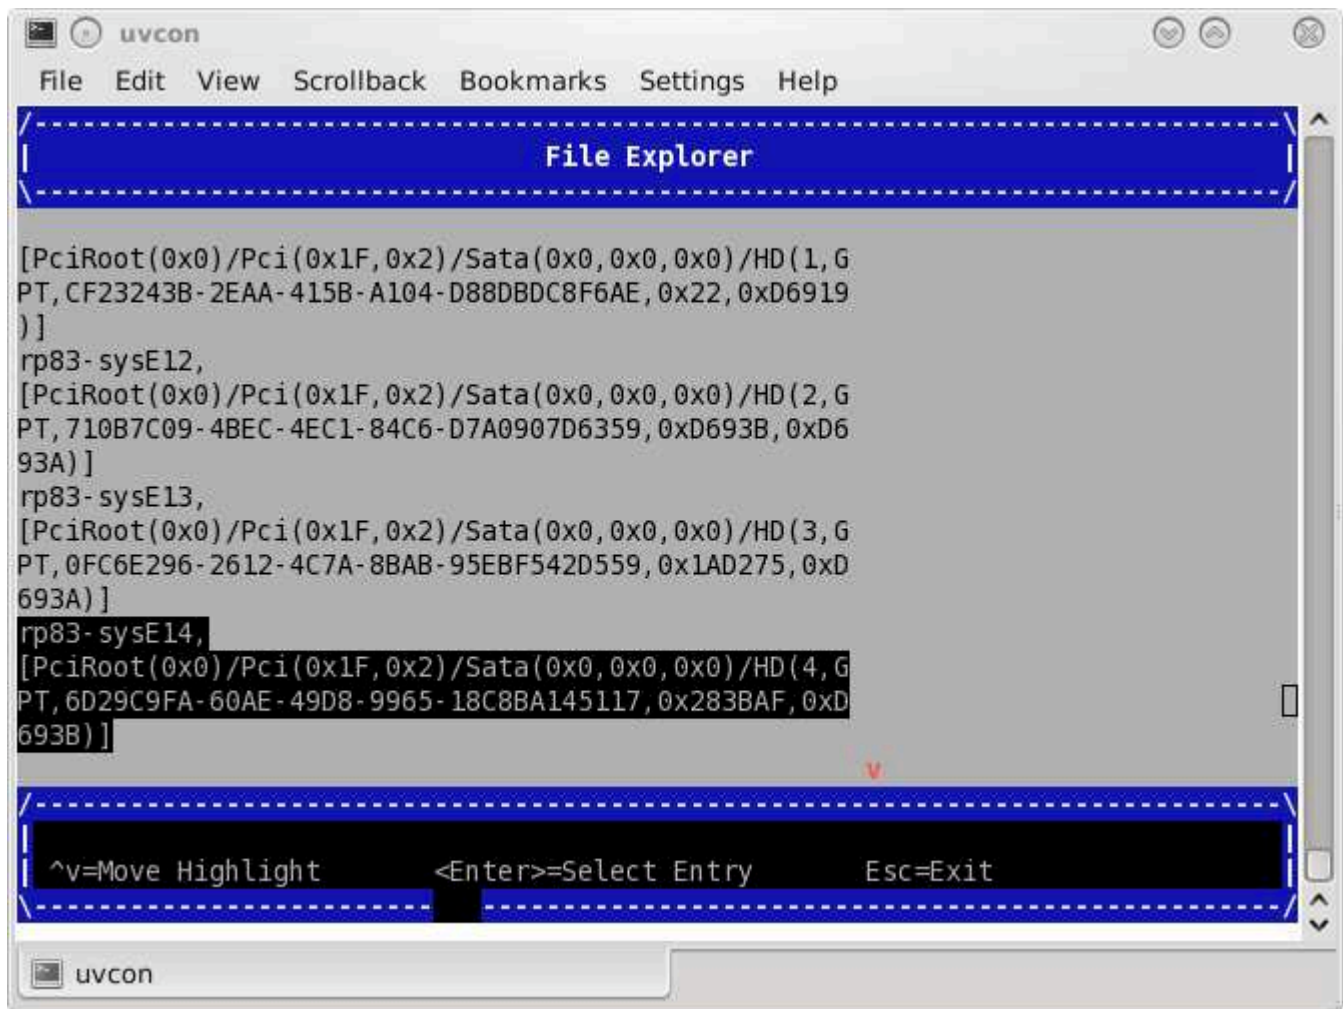 uvcon
File Edit View Scrollback Bookmarks Settings Help
/------------------------------------------------------------------------------\
| File Explorer |
\------------------------------------------------------------------------------/
[PciRoot(0x0)/Pci(0x1F,0x2)/Sata(0x0,0x0,0x0)/HD(1,G
PT,CF23243B-2EAA-415B-A104-D88DBDC8F6AE,0x22,0xD6919
)]
rp83-sysE12,
[PciRoot(0x0)/Pci(0x1F,0x2)/Sata(0x0,0x0,0x0)/HD(2,G
PT,710B7C09-4BEC-4EC1-84C6-D7A0907D6359,0xD693B,0xD6
93A)]
rp83-sysE13,
[PciRoot(0x0)/Pci(0x1F,0x2)/Sata(0x0,0x0,0x0)/HD(3,G
PT,0FC6E296-2612-4C7A-8BAB-95EBF542D559,0x1AD275,0xD
693A)]
rp83-sysE14,
[PciRoot(0x0)/Pci(0x1F,0x2)/Sata(0x0,0x0,0x0)/HD(4,G
PT,6D29C9FA-60AE-49D8-9965-18C8BA145117,0x283BAF,0xD
693B)]
v
/------------------------------------------------------------------------------\
| |
| ^v=Move Highlight <Enter>=Select Entry Esc=Exit |
\------------------------- --------------------------------------------------/
uvcon